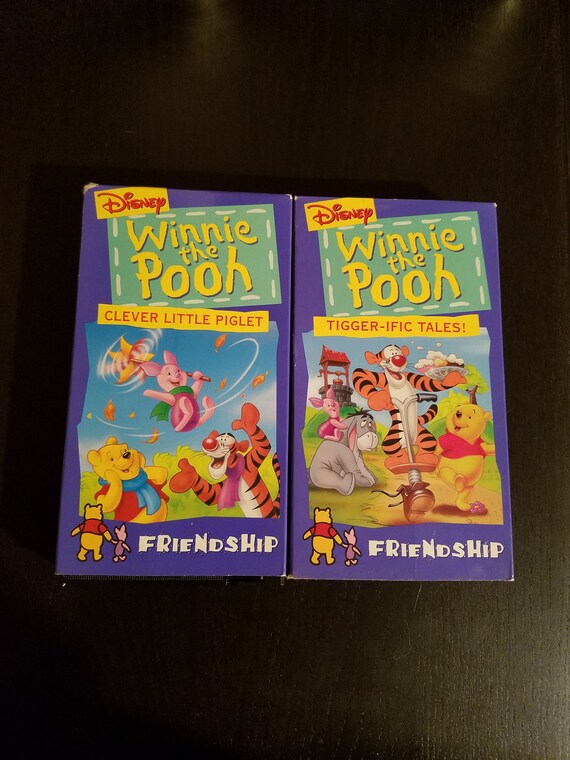 Disney
Winnie
the
Pooh
CLEVER LITTLE PIGLET
FRIENDSHIP
Disney
Winnie
the
Pooh
TIGGER-IFIC TALES!
FRIENDSHIP